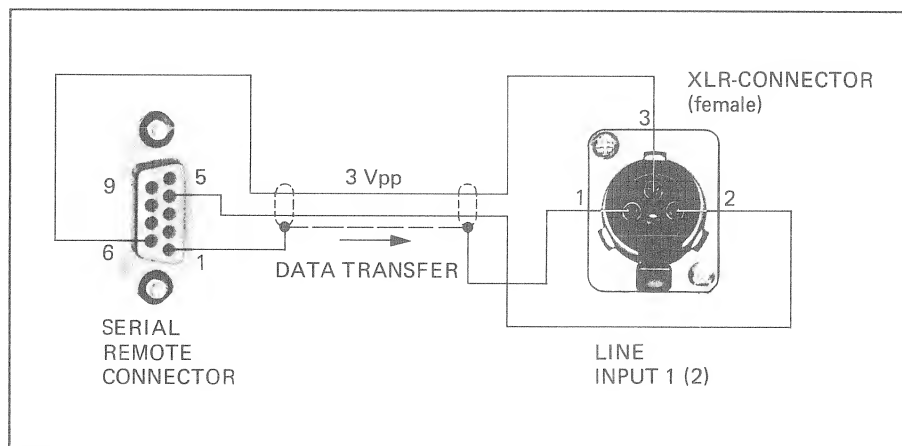 XLR-CONNECTOR
(female)
3
9
5
3 Vpp
1
2
6
1
DATA TRANSFER
SERIAL
REMOTE
CONNECTOR
LINE
INPUT 1 (2)